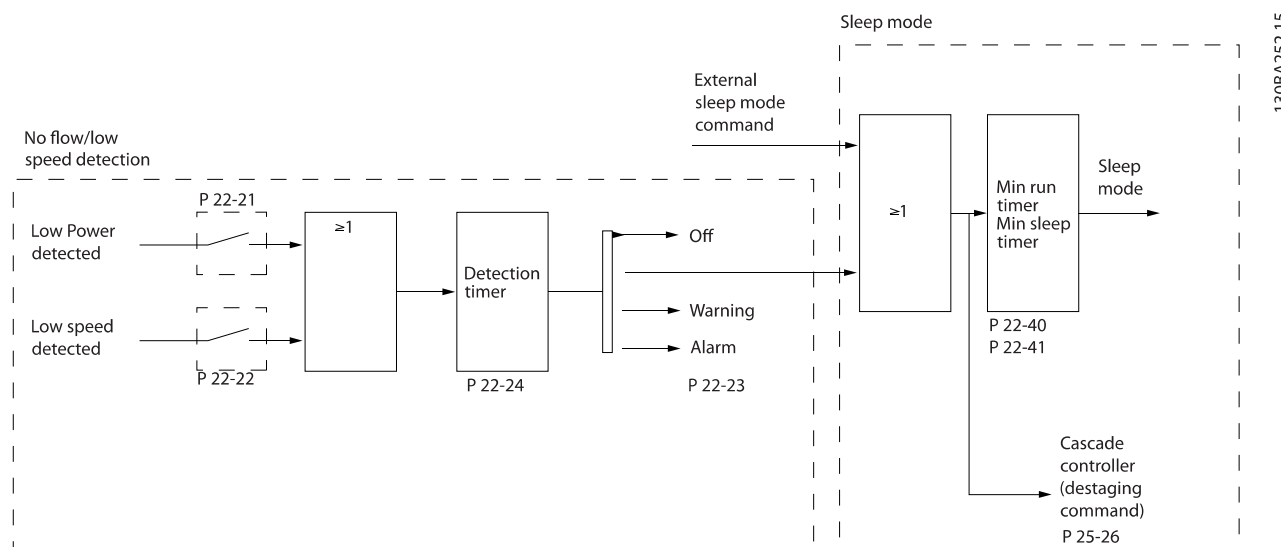 Sleep mode
130BA252.15
External
sleep mode
command
No flow/low
speed detection
P 22-21
Low Power
detected
≥1
Detection
timer
Off
Warning
Alarm
Low speed
detected
P 22-22
P 22-24
P 22-23
≥1
Min run
timer
Min sleep
timer
Sleep
mode
P 22-40
P 22-41
Cascade
controller
(destaging
command)
P 25-26